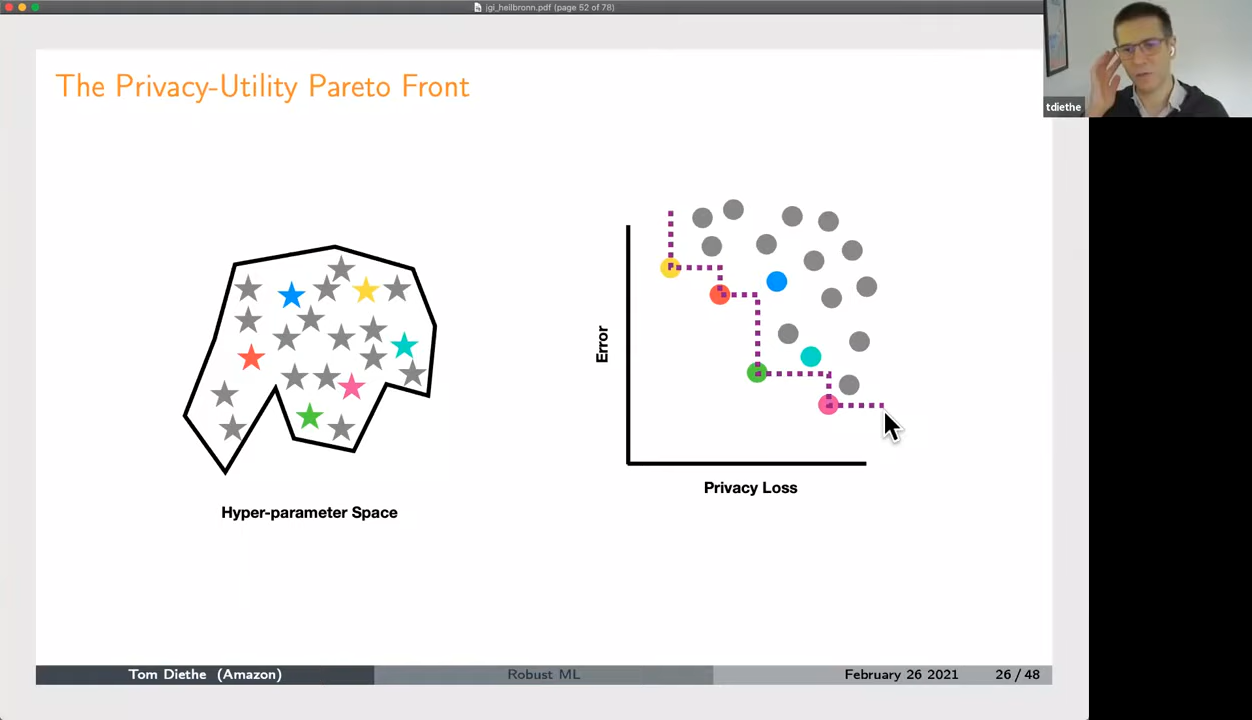 jgi_heilbronn.pdf (page 52 of 78)
tdiethe
The Privacy-Utility Pareto Front
Error
Privacy Loss
Hyper-parameter Space
Tom Diethe (Amazon) Robust ML February 26 2021 26 / 48